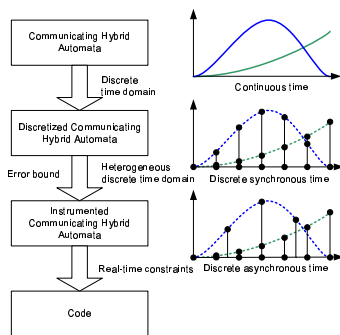 Communicating Hybrid
Automata
Continuous time
Discrete
time domain
Discretized Communicating
Hybrid Automata
Error bound
Heterogeneous
discrete time domain
Discrete synchronous time
Instrumented
Communicating Hybrid
Automata
Real-time constraints
Discrete asynchronous time
Code